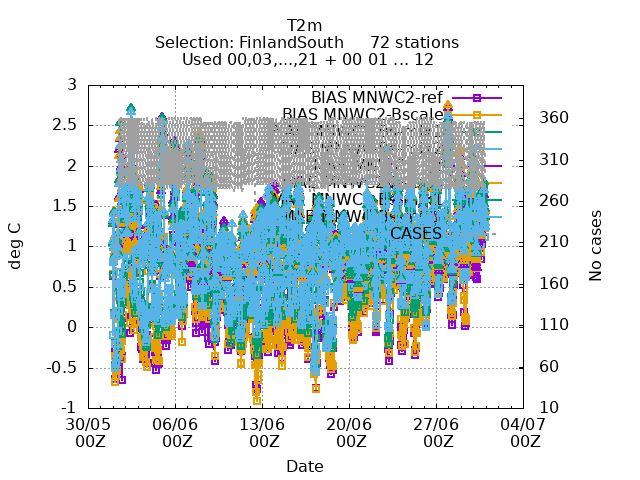 T2m
Selection: FinlandSouth 72 stations
Used 00,03,...,21 + 00 01 ... 12
3
2.5
2
1.5
1
0.5
0
-0.5
-1
deg C
BIAS MNWC2-ref
BIAS MNWC2-Bscale
CASES
360
310
260
210
160
110
60
10
No cases
30/05 06/06 13/06 20/06 27/06 04/07
00Z 00Z 00Z 00Z 00Z 00Z
Date